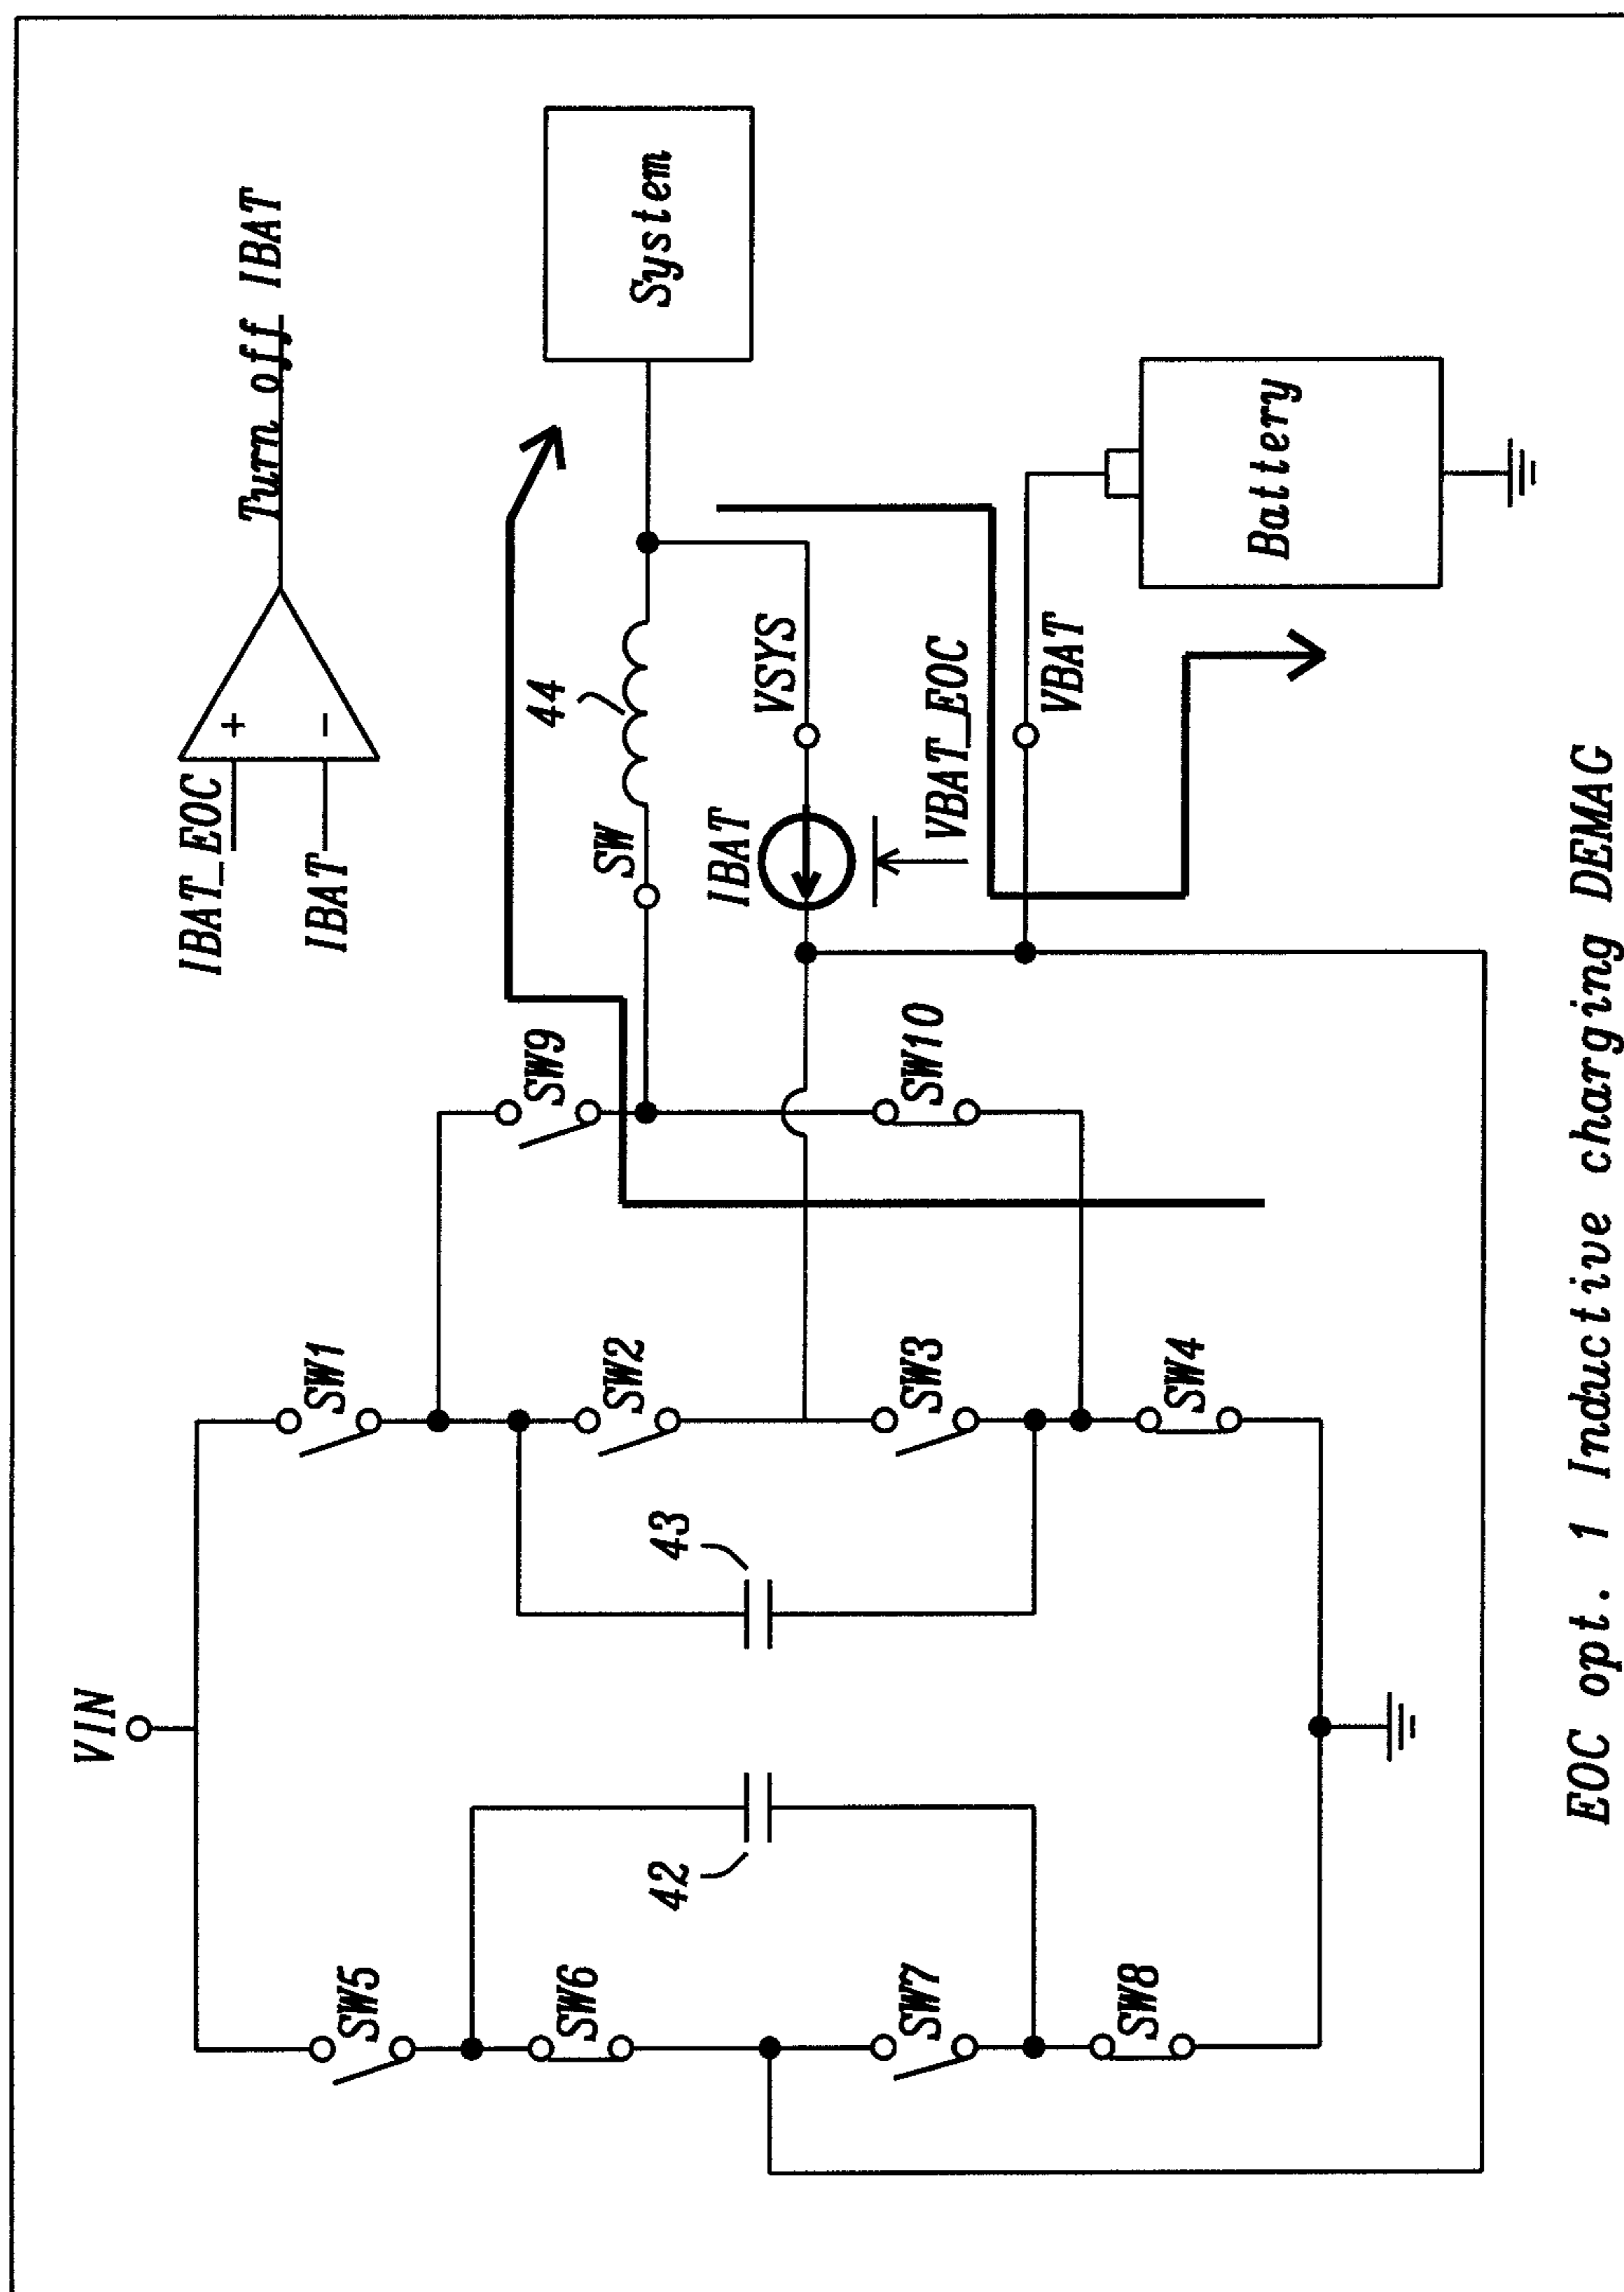 IBAT_EOC
IBAT
Turn off IBAT
VIN
SW1
SW9
SW
44
System
SW5
SW6
SW2
IBAT
VSYS
42
43
VBAT_EOC
SW7
SW3
SW10
VBAT
SW8
SW4
Battery
EOC opt. 1 Inductive charging DEMAG